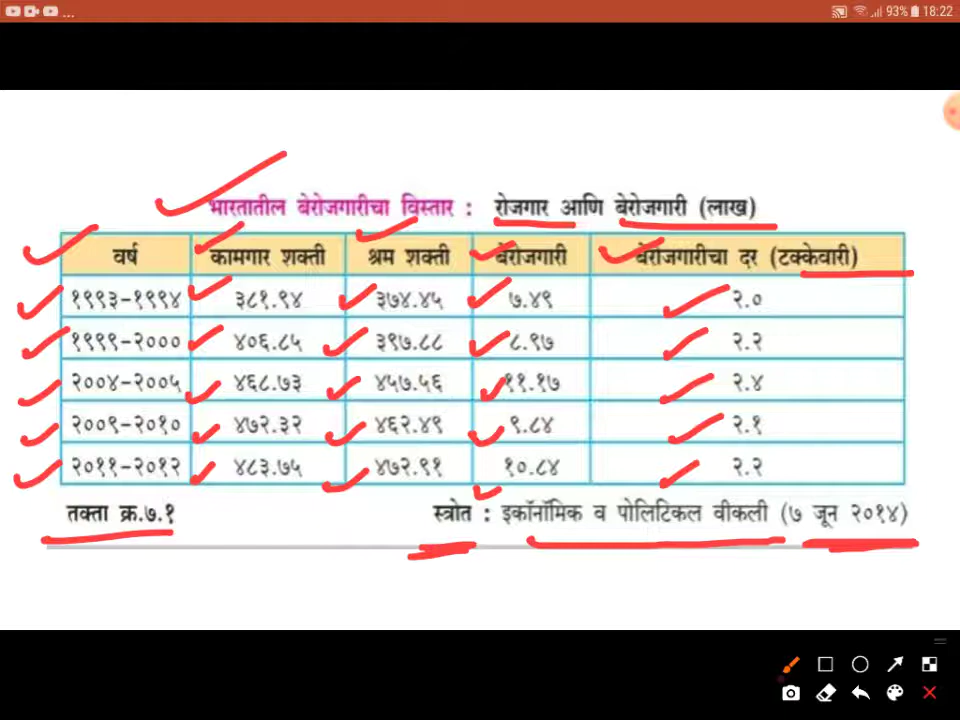 ... 93% 18:22
भारतातील बेरोजगारीचा विस्तार : रोजगार आणि बेरोजगारी (लाख)
वर्ष कामगार शक्ती श्रम शक्ती बेरोजगारी बेरोजगारीचा दर (टक्केवारी)
१९९३-१९९४ ३८१.९४ ३७४.४५ ७.४९ २.०
१९९९-२००० ४०६.८५ ३९७.८८ ८.९७ २.२
२००४-२००५ ४६८.७३ ४५७.५६ ११.१७ २.४
२००९-२०१० ४७२.३२ ४६२.४९ ९.८४ २.१
२०११-२०१२ ४८३.७५ ४७२.९१ १०.८४ २.२
तक्ता क्र.७.१ स्त्रोत : इकॉनॉमिक व पोलिटिकल वीकली (७ जून २०१४)